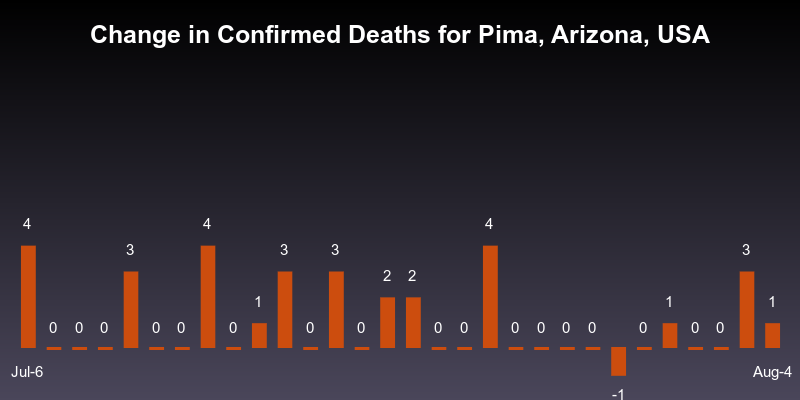 Change in Confirmed Deaths for Pima, Arizona, USA
4 0 0 0 3 0 0 4 0 1 3 0 3 0 2 2 0 0 4 0 0 0 0 -1 0 1 0 0 3 1
Jul-6 Aug-4